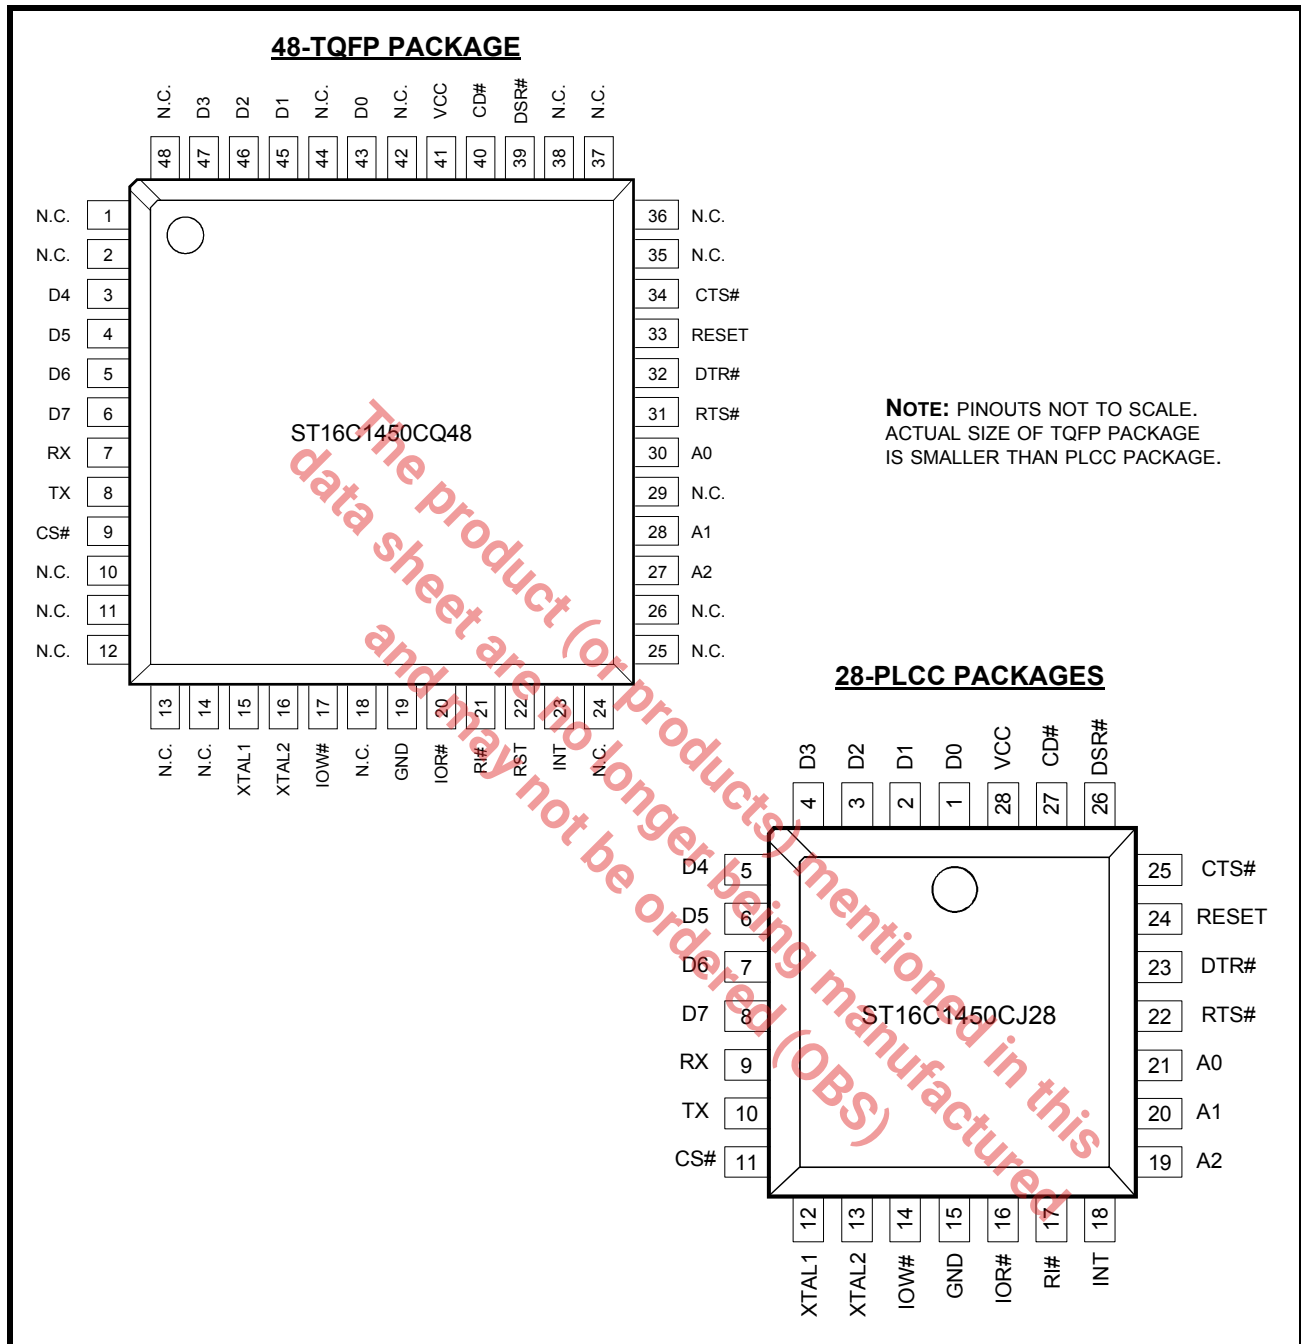 48-TQFP PACKAGE
N.C. D3 D2 D1 N.C. D0 N.C. VCC CD# DSR# N.C. N.C.
48 47 46 45 44 43 42 41 40 39 38 37
N.C. 1 36 N.C.
N.C. 2 35 N.C.
D4 3 34 CTS#
D5 4 33 RESET
D6 5 32 DTR#
D7 6 31 RTS#
RX 7 30 A0
TX 8 29 N.C.
CS# 9 28 A1
N.C. 10 27 A2
N.C. 11 26 N.C.
N.C. 12 25 N.C.
ST16C1450CQ48
13 14 15 16 17 18 19 20 21 22 23 24
N.C. N.C. XTAL1 XTAL2 IOW# N.C. GND IOR# RI# RST INT N.C.
NOTE: PINOUTS NOT TO SCALE.
ACTUAL SIZE OF TQFP PACKAGE
IS SMALLER THAN PLCC PACKAGE.
28-PLCC PACKAGES
D3 D2 D1 D0 VCC CD# DSR#
4 3 2 1 28 27 26
D4 5 25 CTS#
D5 6 24 RESET
D6 7 23 DTR#
D7 8 22 RTS#
RX 9 21 A0
TX 10 20 A1
CS# 11 19 A2
ST16C1450CJ28
12 13 14 15 16 17 18
XTAL1 XTAL2 IOW# GND IOR# RI# INT
The product (or products) mentioned in this
data sheet are no longer being manufactured
and may not be ordered (OBS)